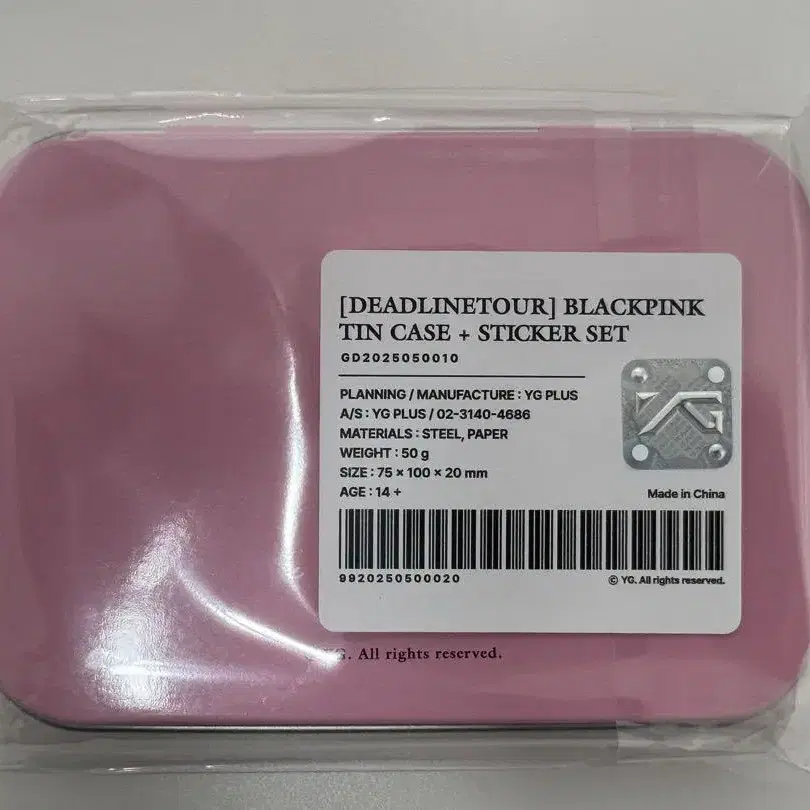 [DEADLINETOUR] BLACKPINK
TIN CASE + STICKER SET
GD2025050010
PLANNING / MANUFACTURE : YG PLUS
A/S : YG PLUS / 02-3140-4686
MATERIALS : STEEL, PAPER
WEIGHT : 50 g
SIZE : 75 × 100 × 20 mm
AGE : 14 +
YG
Made in China
9920250500020
© YG. All rights reserved.
YG. All rights reserved.